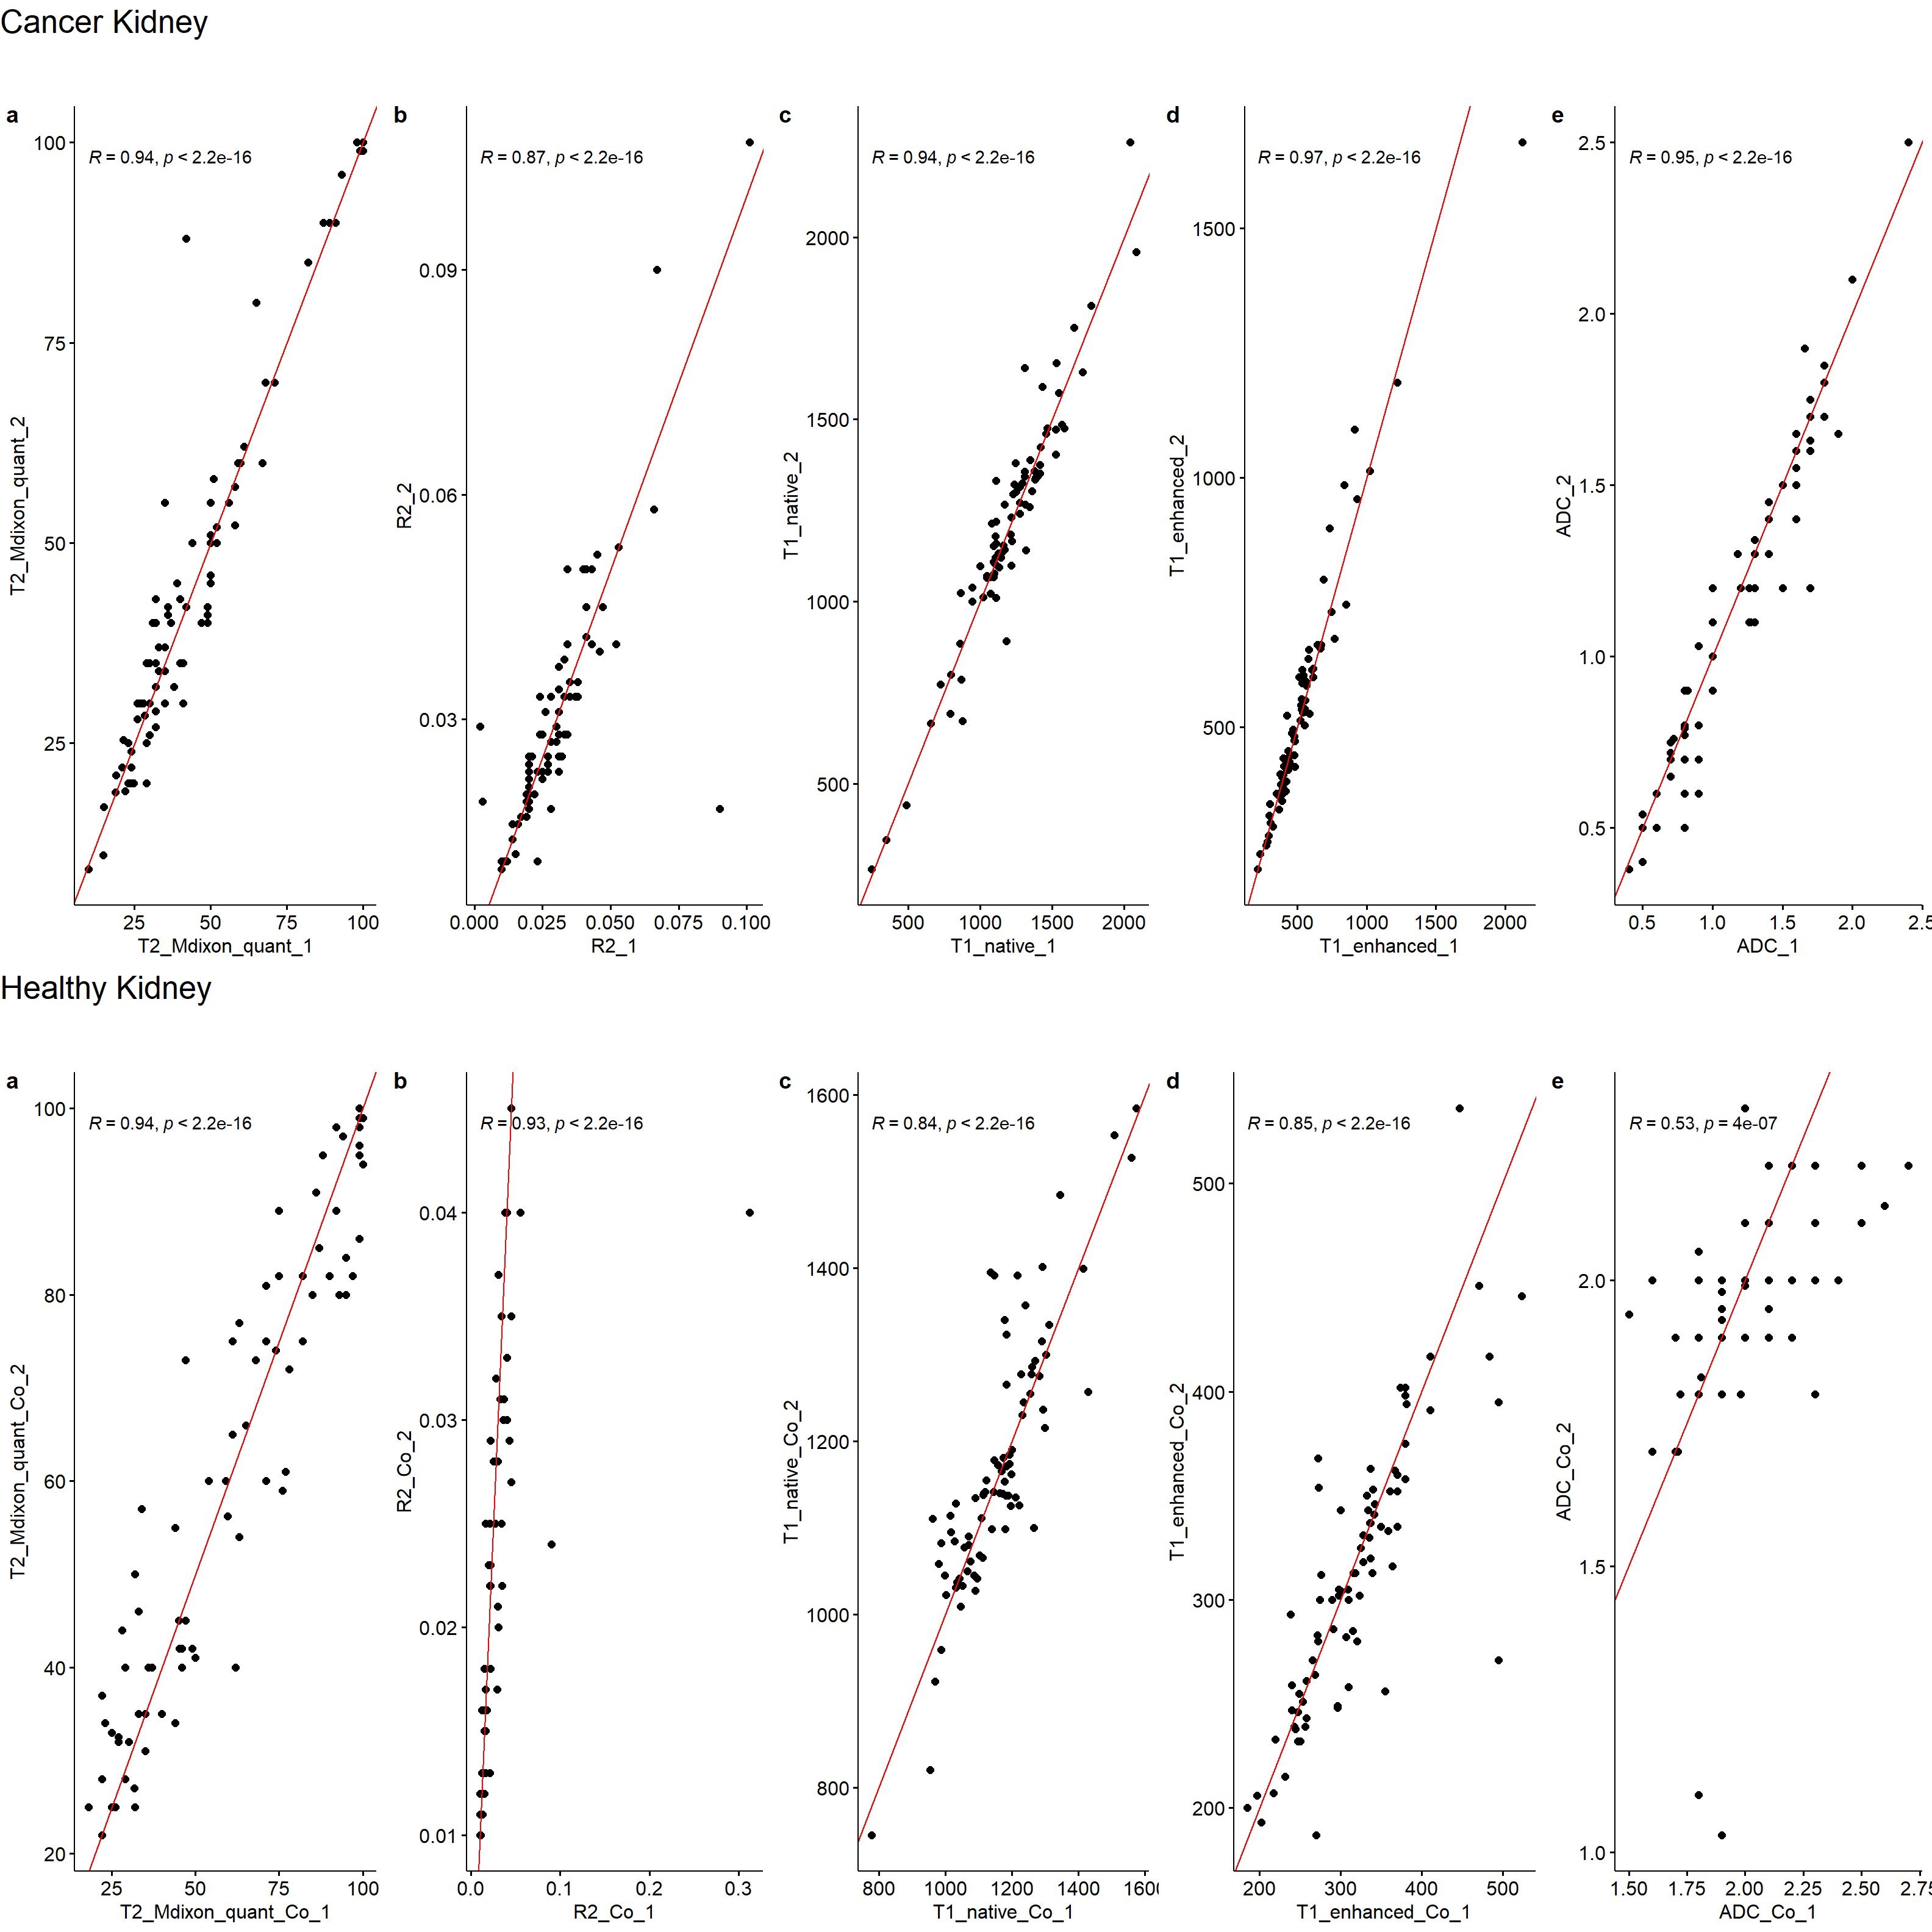 Cancer Kidney
a
R = 0.94, p < 2.2e-16
100
75
50
25
T2_Mdixon_quant_2
25 50 75 100
T2_Mdixon_quant_1
b
R = 0.87, p < 2.2e-16
0.09
0.06
0.03
R2_2
0.000 0.025 0.050 0.075 0.100
R2_1
c
R = 0.94, p < 2.2e-16
2000
1500
1000
500
T1_native_2
500 1000 1500 2000
T1_native_1
d
R = 0.97, p < 2.2e-16
1500
1000
500
T1_enhanced_2
500 1000 1500 2000
T1_enhanced_1
e
R = 0.95, p < 2.2e-16
2.5
2.0
1.5
1.0
0.5
ADC_2
0.5 1.0 1.5 2.0 2.5
ADC_1
Healthy Kidney
a
R = 0.94, p < 2.2e-16
100
80
60
40
20
T2_Mdixon_quant_Co_2
25 50 75 100
T2_Mdixon_quant_Co_1
b
R = 0.93, p < 2.2e-16
0.04
0.03
0.02
0.01
R2_Co_2
0.0 0.1 0.2 0.3
R2_Co_1
c
R = 0.84, p < 2.2e-16
1600
1400
1200
1000
800
T1_native_Co_2
800 1000 1200 1400 1600
T1_native_Co_1
d
R = 0.85, p < 2.2e-16
500
400
300
200
T1_enhanced_Co_2
200 300 400 500
T1_enhanced_Co_1
e
R = 0.53, p = 4e-07
2.0
1.5
1.0
ADC_Co_2
1.50 1.75 2.00 2.25 2.50 2.75
ADC_Co_1